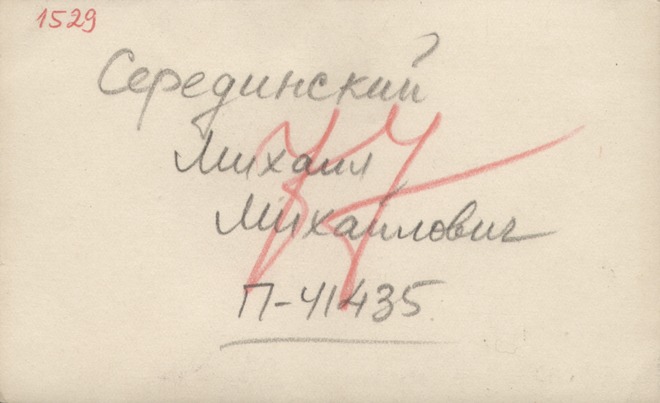 1529
Серединский
Михаил
Михайлович
П-41435